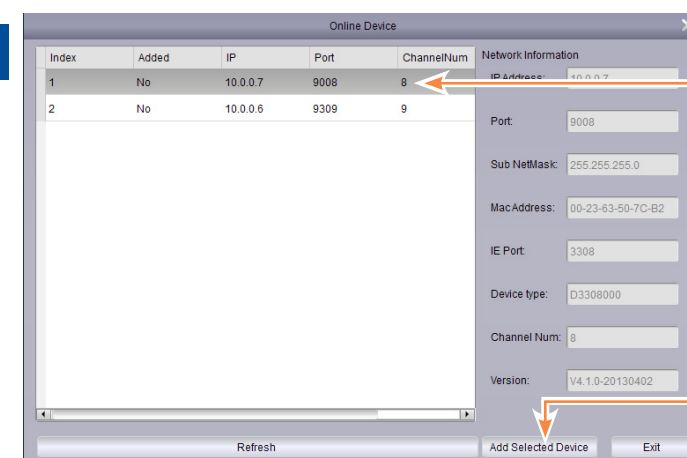 Online Device
Index Added IP Port ChannelNum
1 No 10.0.0.7 9008 8
2 No 10.0.0.6 9309 9
Network Information
IP Address: 10.0.0.7
Port: 9008
Sub NetMask: 255.255.255.0
MacAddress: 00-23-63-50-7C-B2
IE Port: 3308
Device type: D3308000
Channel Num: 8
Version: V4.1.0-20130402
Refresh Add Selected Device Exit